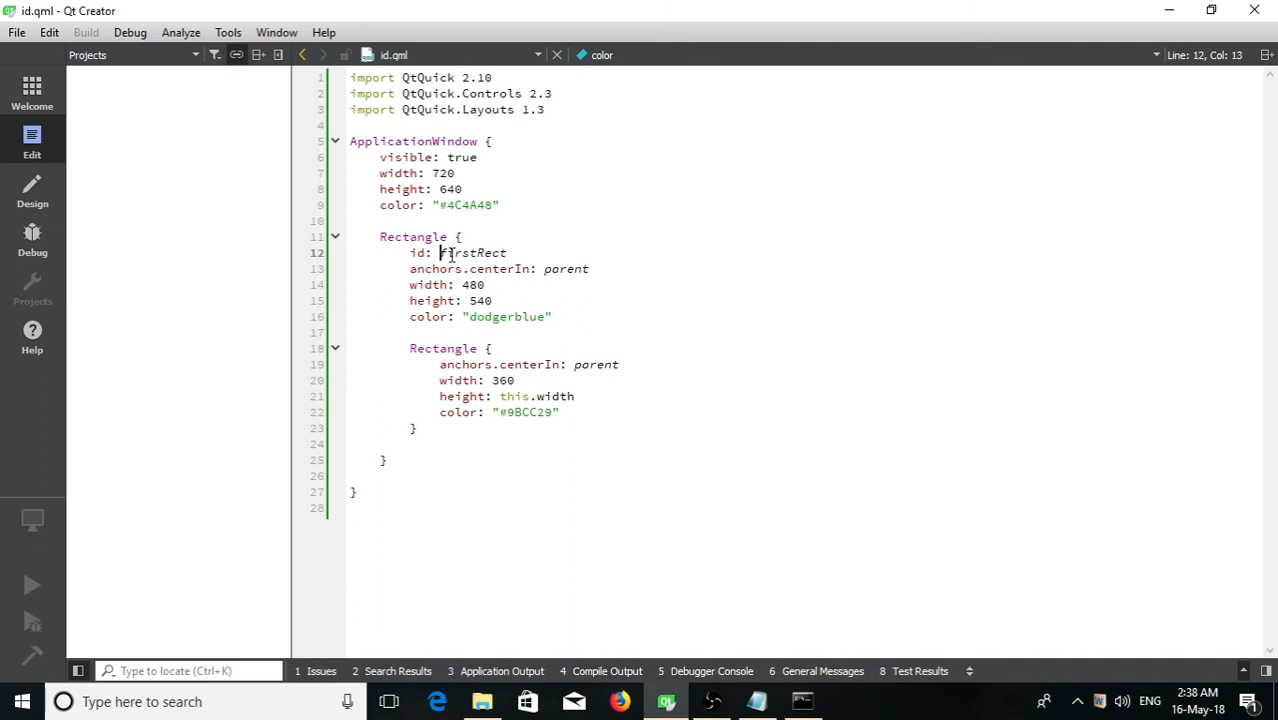 id.qml - Qt Creator
File Edit Build Debug Analyze Tools Window Help
Projects id.qml color Line: 12, Col: 13
Welcome
Edit
Design
Debug
Projects
Help
1 import QtQuick 2.10
2 import QtQuick.Controls 2.3
3 import QtQuick.Layouts 1.3
4
5 ApplicationWindow {
6 visible: true
7 width: 720
8 height: 640
9 color: "#4C4A48"
10
11 Rectangle {
12 id: firstRect
13 anchors.centerIn: parent
14 width: 480
15 height: 540
16 color: "dodgerblue"
17
18 Rectangle {
19 anchors.centerIn: parent
20 width: 360
21 height: this.width
22 color: "#9BCC29"
23 }
24
25 }
26
27 }
28
Type to locate (Ctrl+K) 1 Issues 2 Search Results 3 Application Output 4 Compile Output 5 Debugger Console 6 General Messages 8 Test Results
Type here to search Qt ENG 2:38 AM
16-May-18 1